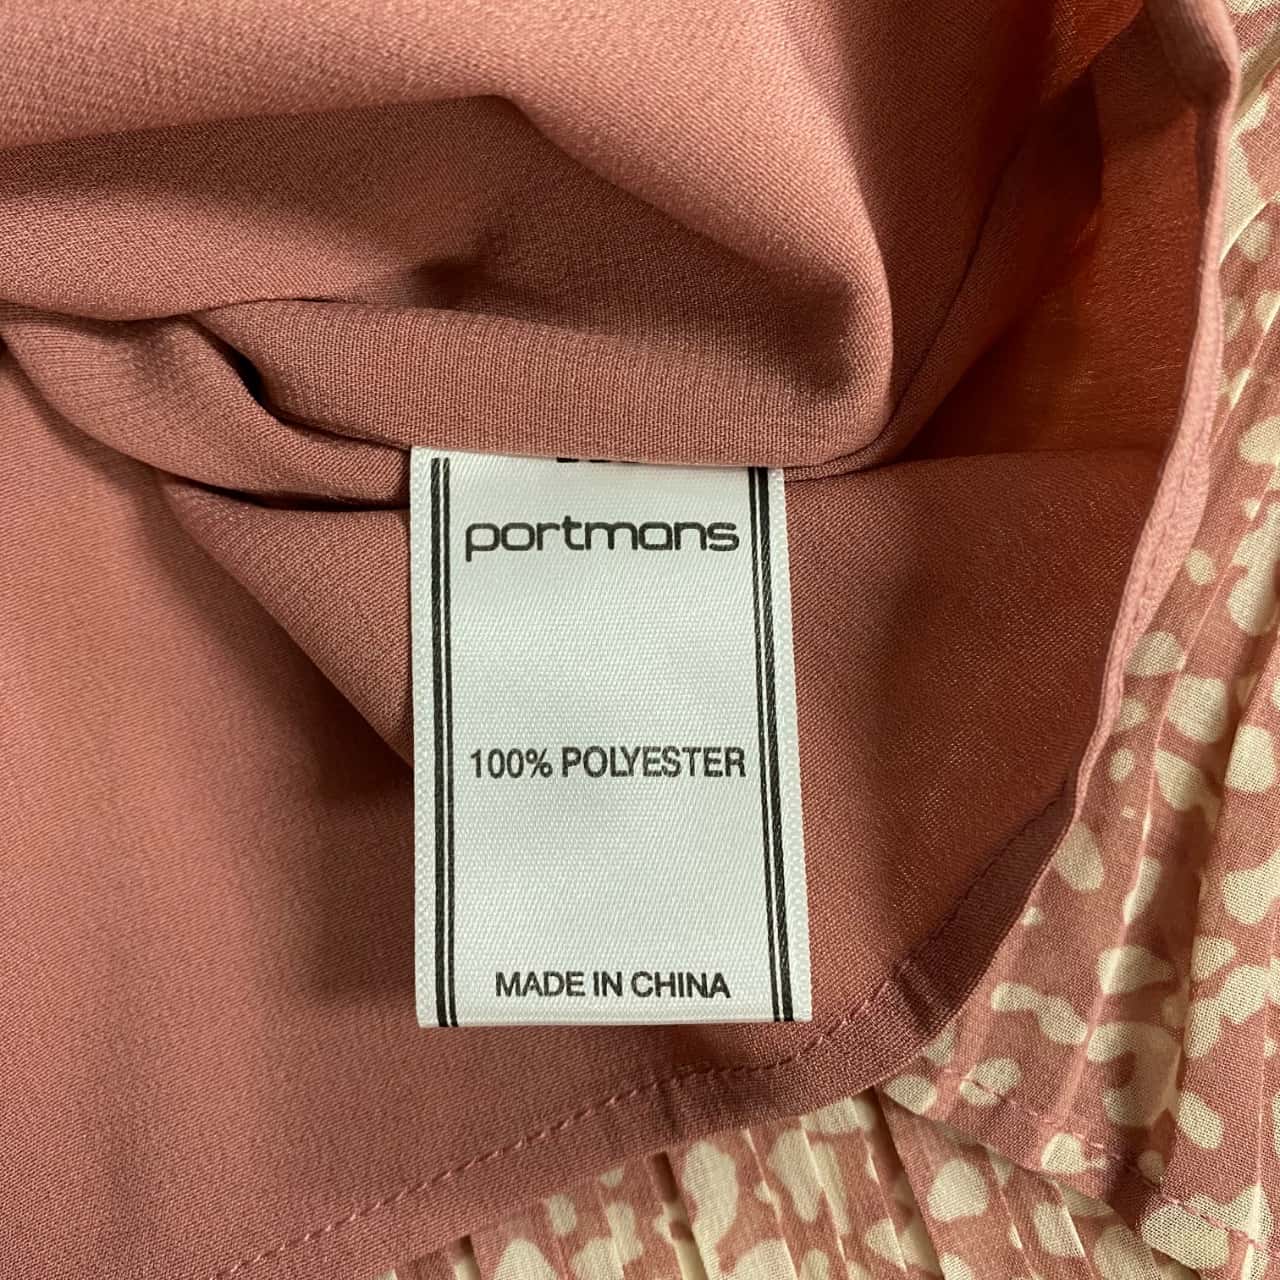 portmans
100% POLYESTER
MADE IN CHINA